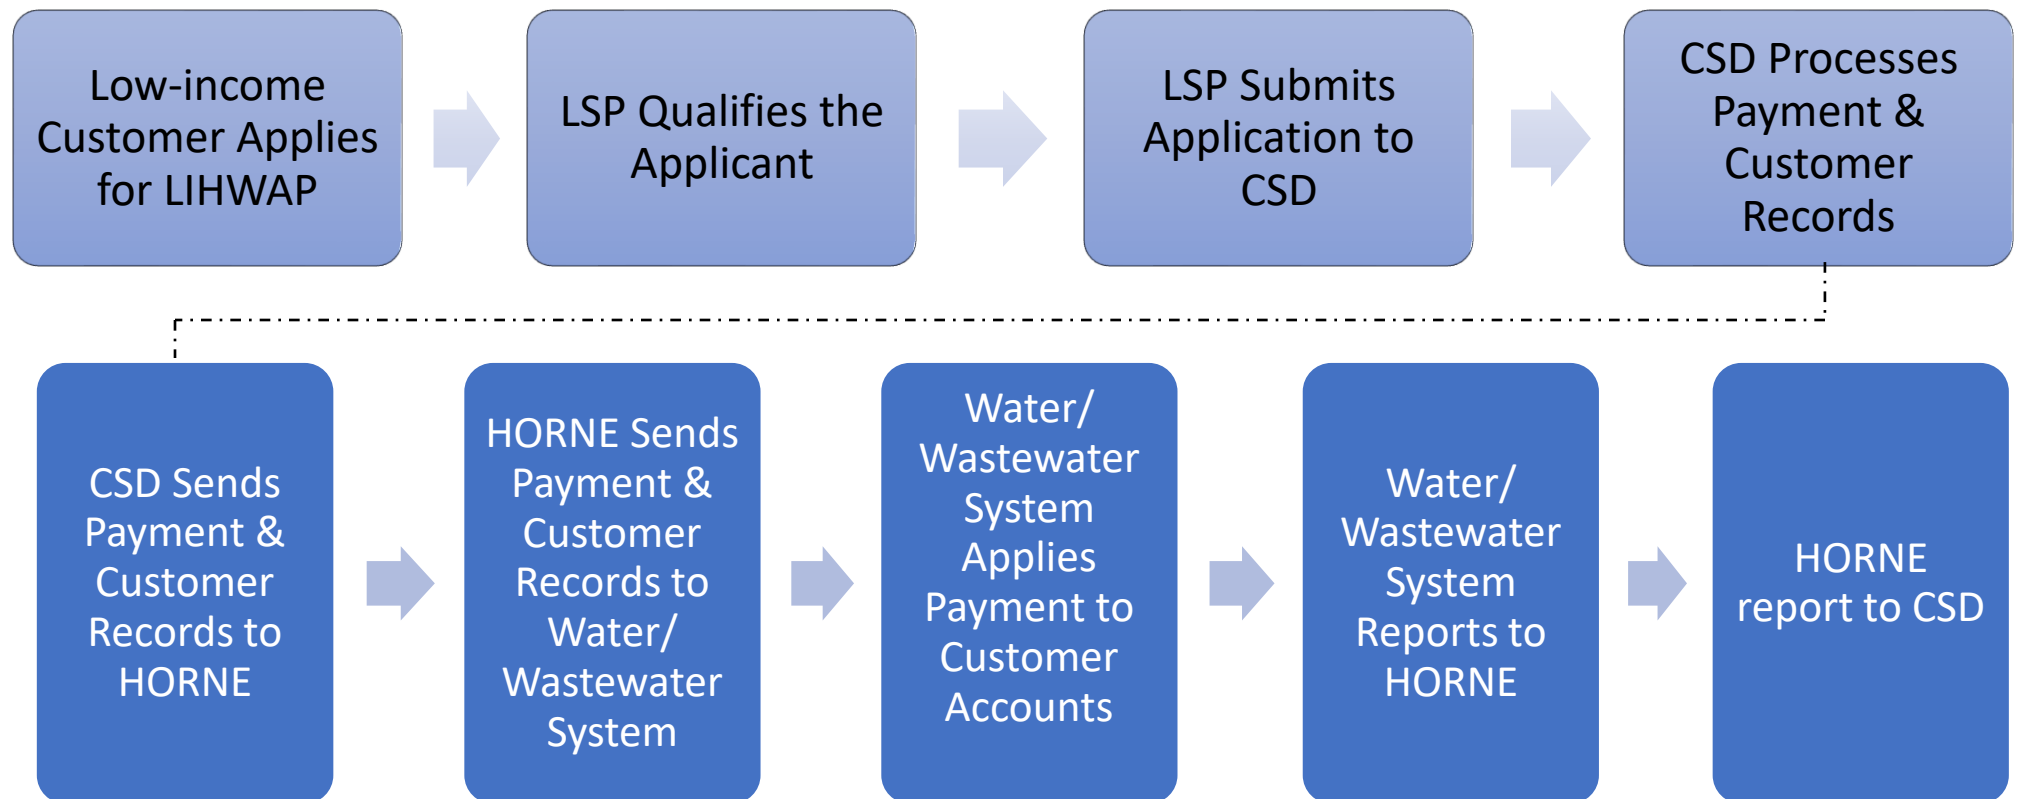 Low-income
Customer Applies
for LIHWAP
LSP Qualifies the
Applicant
LSP Submits
Application to
CSD
CSD Processes
Payment &
Customer
Records
CSD Sends
Payment &
Customer
Records to
HORNE
HORNE Sends
Payment &
Customer
Records to
Water/
Wastewater
System
Water/
Wastewater
System
Applies
Payment to
Customer
Accounts
Water/
Wastewater
System
Reports to
HORNE
HORNE
report to CSD